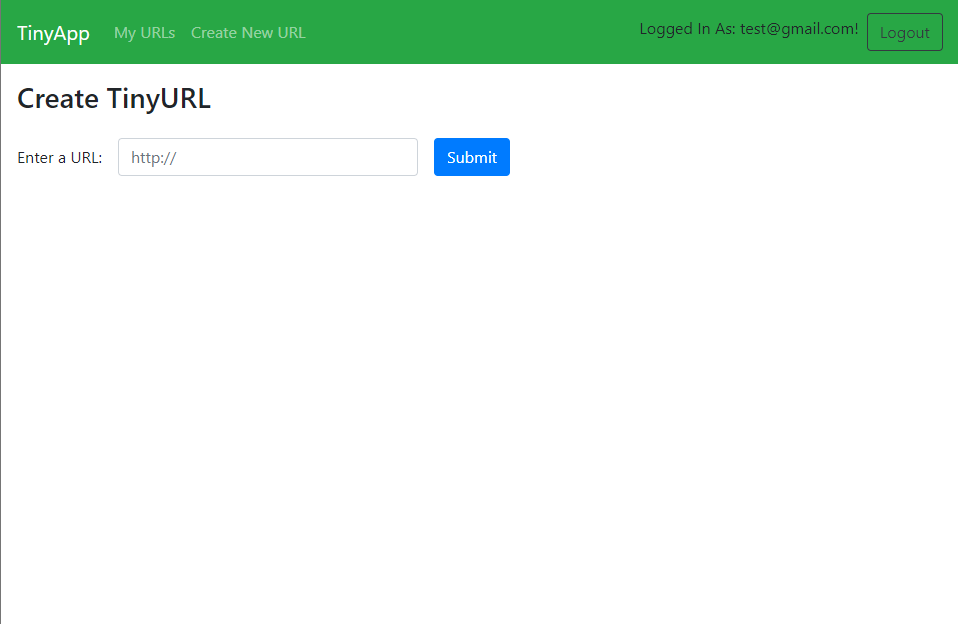 TinyApp My URLs Create New URL Logged In As: test@gmail.com! Logout
Create TinyURL
Enter a URL: http:// Submit